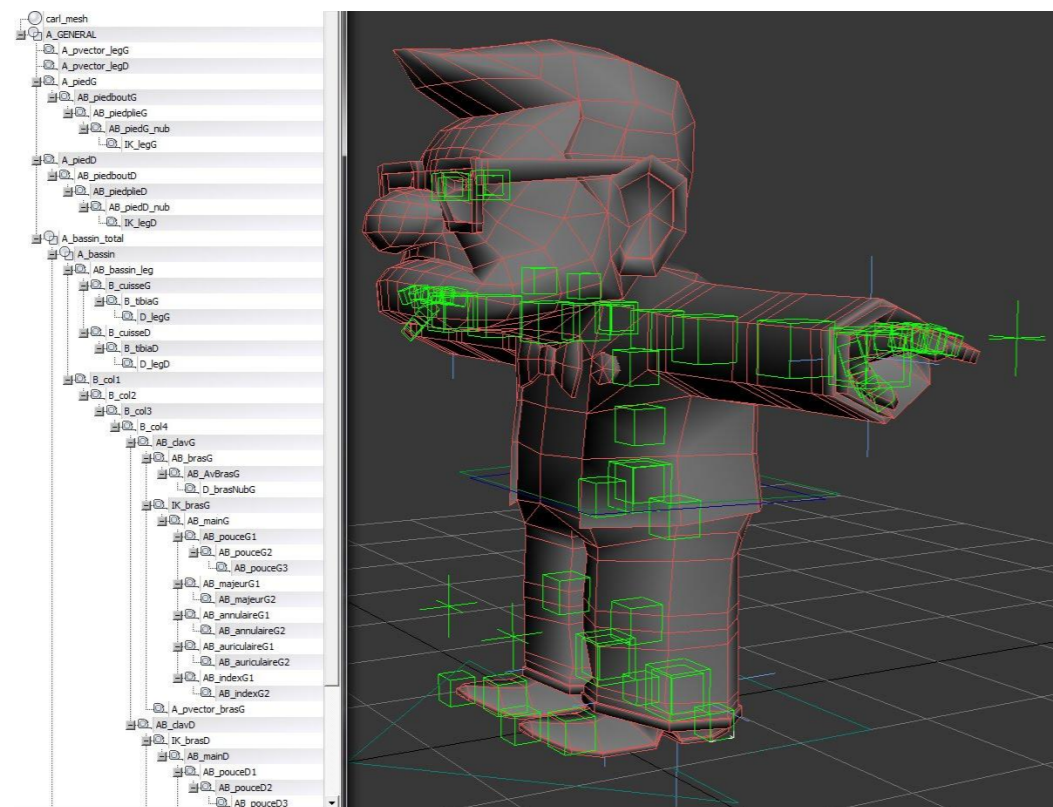 carl_mesh
A_GENERAL
A_pvector_legG
A_pvector_legD
A_piedG
AB_piedboutG
AB_piedplieG
AB_piedG_nub
IK_legG
A_piedD
AB_piedboutD
AB_piedplieD
AB_piedD_nub
IK_legD
A_bassin_total
A_bassin
AB_bassin_leg
B_cuisseG
B_tibiaG
D_legG
B_cuisseD
B_tibiaD
D_legD
B_col1
B_col2
B_col3
B_col4
AB_clavG
AB_brasG
AB_AvBrasG
D_brasNubG
IK_brasG
AB_mainG
AB_pouceG1
AB_pouceG2
AB_pouceG3
AB_majeurG1
AB_majeurG2
AB_annulaireG1
AB_annulaireG2
AB_auriculaireG1
AB_auriculaireG2
AB_indexG1
AB_indexG2
A_pvector_brasG
AB_clavD
IK_brasD
AB_mainD
AB_pouceD1
AB_pouceD2
AB_pouceD3